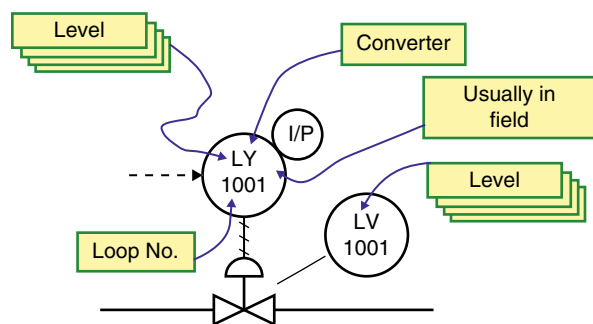 Level
Converter
Usually in
field
I/P
LY
1001
Level
LV
1001
Loop No.